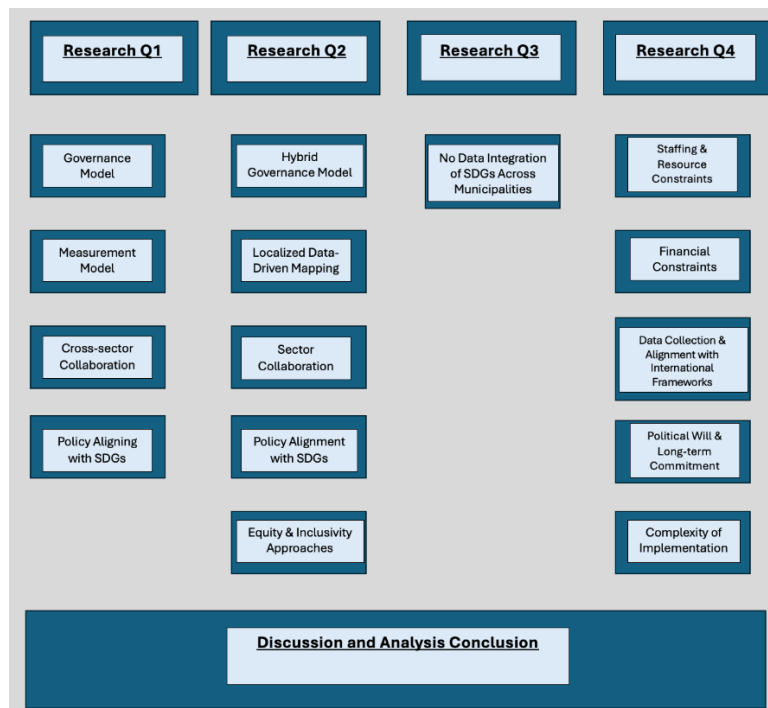 Research Q1
Research Q2
Research Q3
Research Q4
Governance
Model
Measurement
Model
Cross-sector
Collaboration
Policy Aligning
with SDGs
Hybrid
Governance Model
Localized Data-
Driven Mapping
Sector
Collaboration
Policy Alignment
with SDGs
Equity & Inclusivity
Approaches
No Data Integration
of SDGs Across
Municipalities
Staffing &
Resource
Constraints
Financial
Constraints
Data Collection &
Alignment with
International
Frameworks
Political Will &
Long-term
Commitment
Complexity of
Implementation
Discussion and Analysis Conclusion